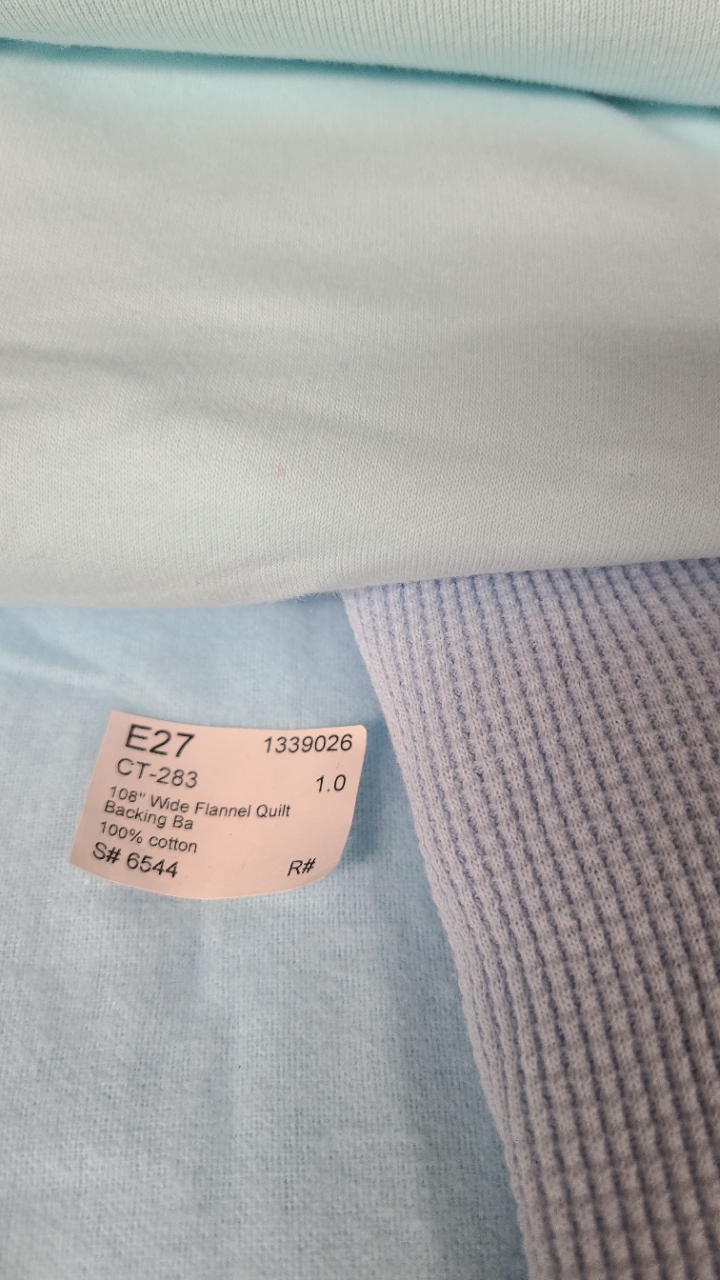 E27 1339026
CT-283 1.0
108" Wide Flannel Quilt
Backing Ba
100% cotton
S# 6544 R#